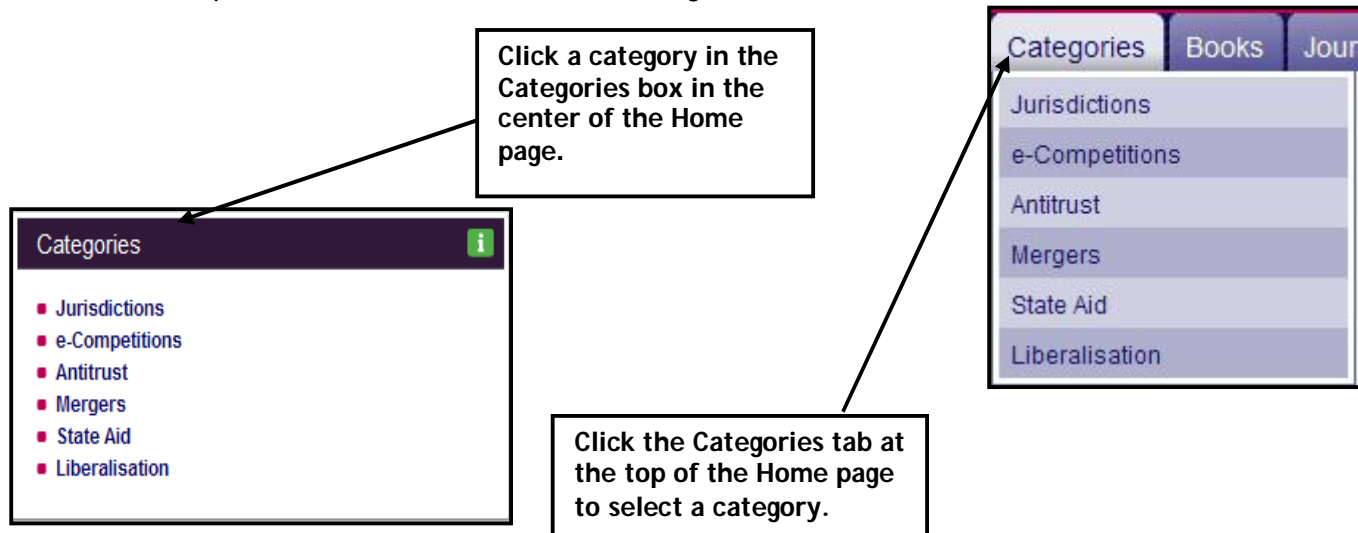 Click a category in the
Categories box in the
center of the Home
page.
Categories
i
Jurisdictions
e-Competitions
Antitrust
Mergers
State Aid
Liberalisation
Categories Books Jour
Jurisdictions
e-Competitions
Antitrust
Mergers
State Aid
Liberalisation
Click the Categories tab at
the top of the Home page
to select a category.